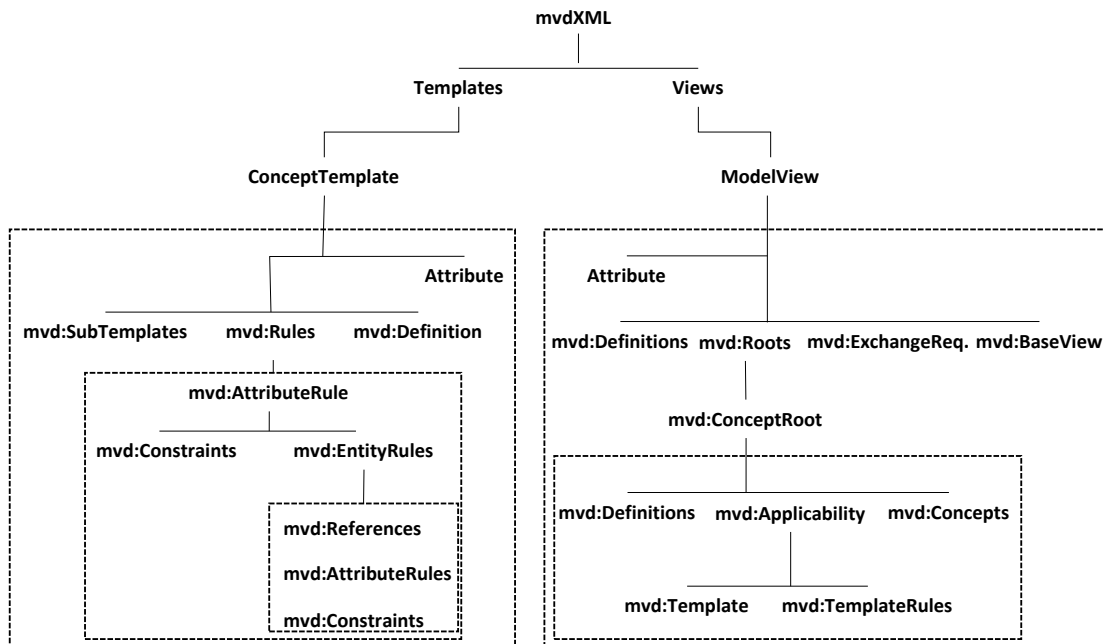 mvdXML
Templates Views
ConceptTemplate ModelView
Attribute Attribute
mvd:SubTemplates mvd:Rules mvd:Definition
mvd:Definitions mvd:Roots mvd:ExchangeReq. mvd:BaseView
mvd:AttributeRule
mvd:ConceptRoot
mvd:Constraints mvd:EntityRules
mvd:Definitions mvd:Applicability mvd:Concepts
mvd:References
mvd:AttributeRules
mvd:Template mvd:TemplateRules
mvd:Constraints